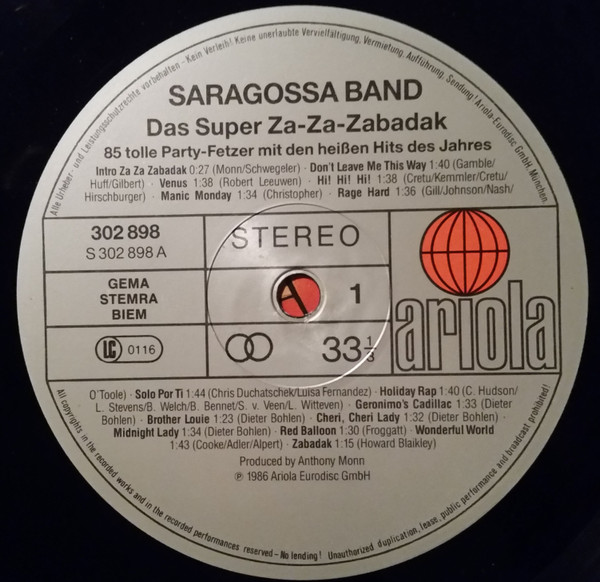 Alle Urheber- und Leistungsschutzrechte vorbehalten - Kein Verleih! Keine unerlaubte Vervielfältigung, Vermietung, Aufführung, Sendung! Ariola-Eurodisc GmbH, München.
SARAGOSSA BAND
Das Super Za-Za-Zabadak
85 tolle Party-Fetzer mit den heißen Hits des Jahres
Intro Za Za Zabadak 0:27 (Monn/Schwegeler) · Don't Leave Me This Way 1:40 (Gamble/
Huff/Gilbert) · Venus 1:38 (Robert Leeuwen) · Hi! Hi! Hi! 1:38 (Cretu/Kemmler/Cretu/
Hirschburger) · Manic Monday 1:34 (Christopher) · Rage Hard 1:36 (Gill/Johnson/Nash/
302 898
S 302 898 A
STEREO
GEMA
STEMRA
BIEM
A
1
ariola
LC 0116
33 1/3
O'Toole) · Solo Por Ti 1:44 (Chris Duchatschek/Luisa Fernandez) · Holiday Rap 1:40 (C. Hudson/
L. Stevens/B. Welch/B. Bennet/S. v. Veen/L. Witteven) · Geronimo's Cadillac 1:33 (Dieter
Bohlen) · Brother Louie 1:23 (Dieter Bohlen) · Cheri, Cheri Lady 1:32 (Dieter Bohlen) ·
Midnight Lady 1:34 (Dieter Bohlen) · Red Balloon 1:30 (Froggatt) · Wonderful World
1:43 (Cooke/Adler/Alpert) · Zabadak 1:15 (Howard Blaikley)
Produced by Anthony Monn
℗ 1986 Ariola Eurodisc GmbH
All copyrights in the recorded works and in the recorded performances reserved - No lending! Unauthorized duplication, lease, public performance and broadcast prohibited!